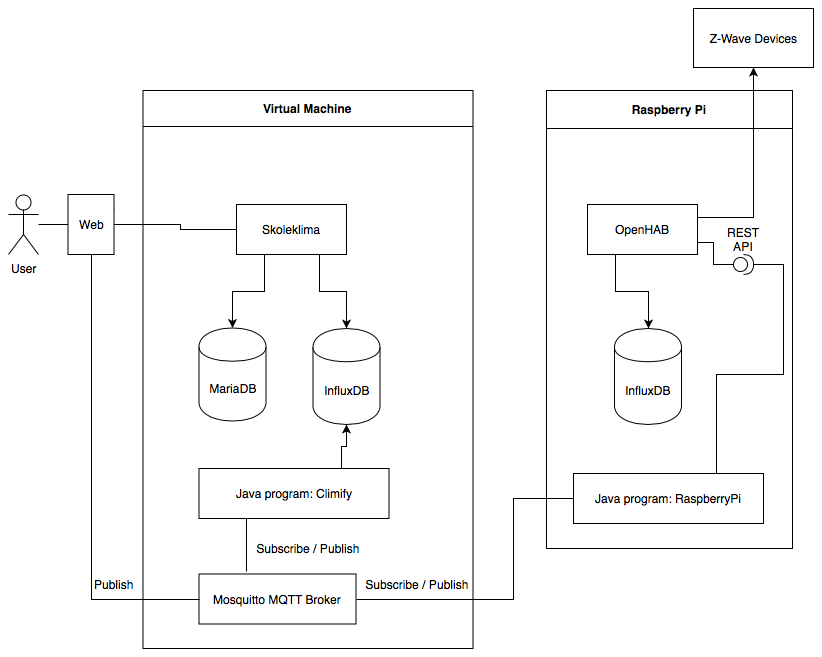 Z-Wave Devices
Virtual Machine
Raspberry Pi
User
Web
Skoleklima
OpenHAB
REST
API
MariaDB
InfluxDB
InfluxDB
Java program: Climify
Java program: RaspberryPi
Subscribe / Publish
Publish
Subscribe / Publish
Mosquitto MQTT Broker